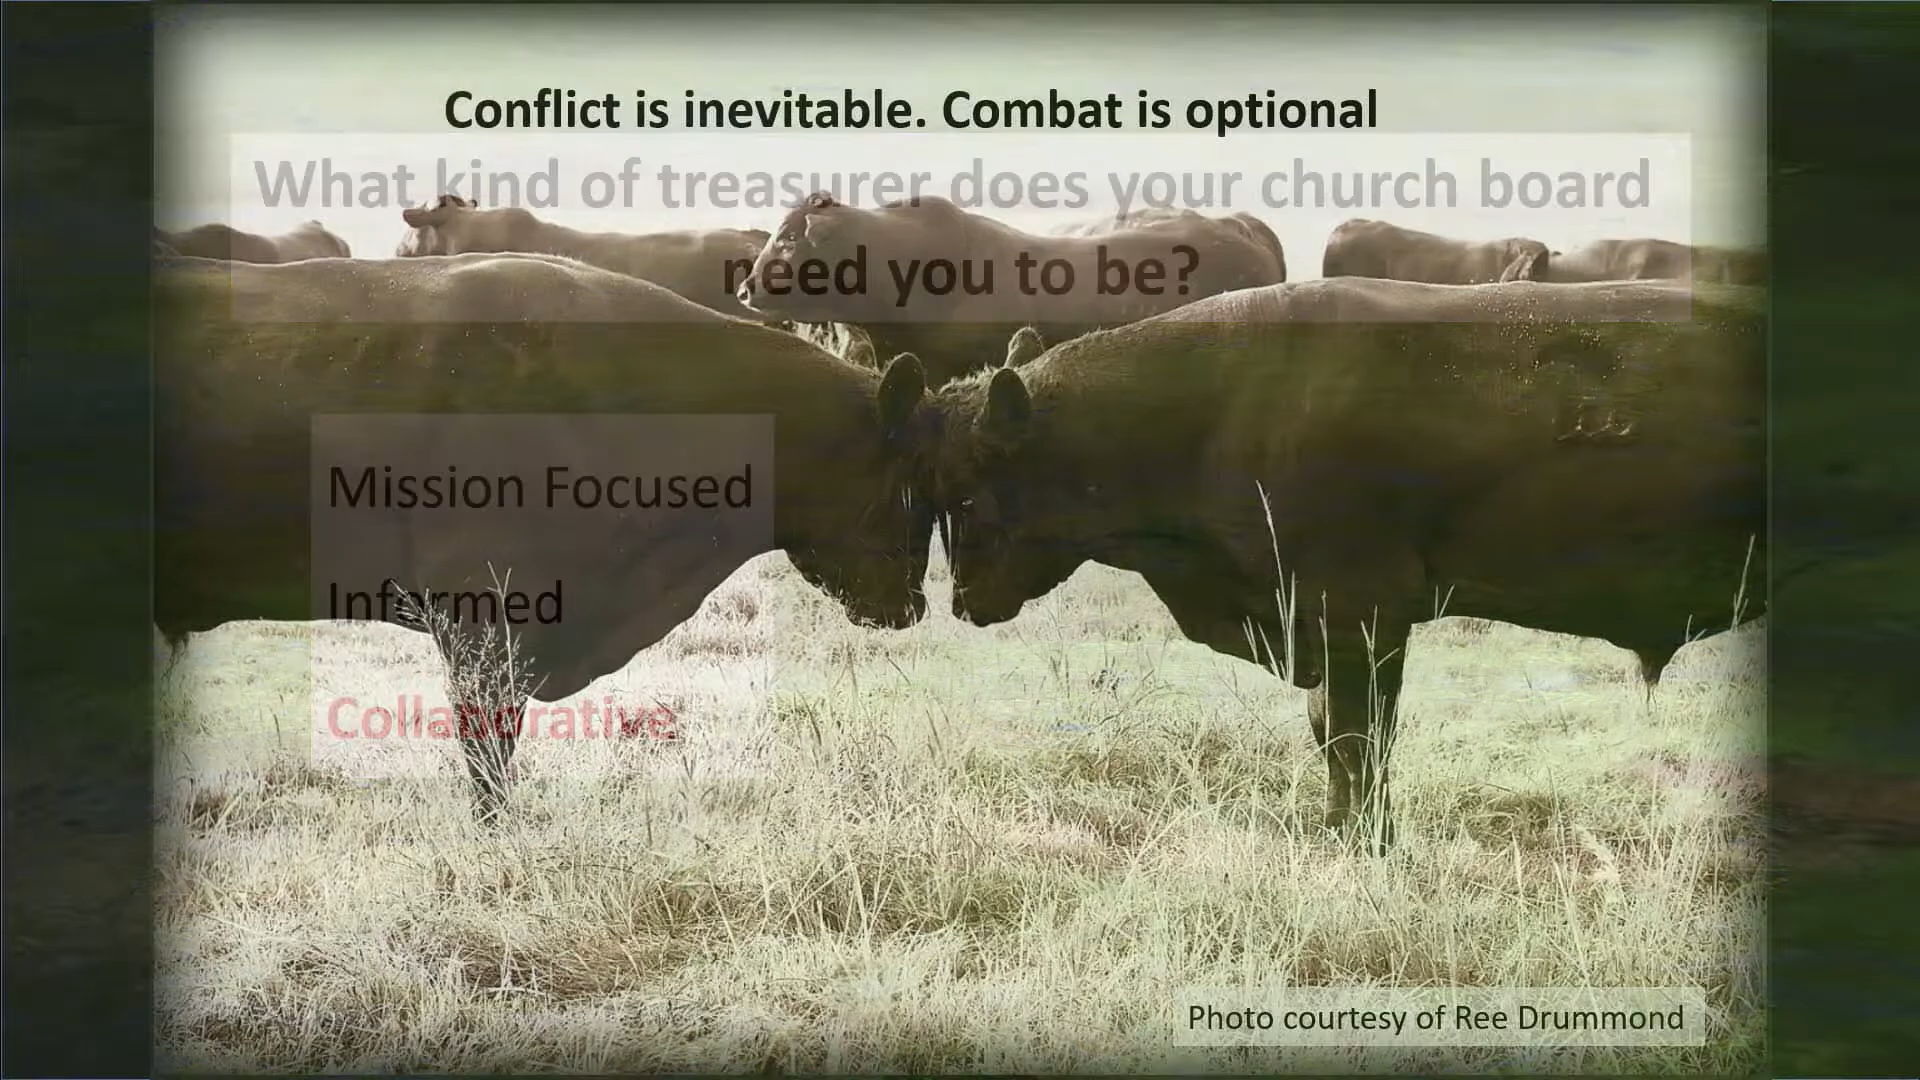 Conflict is inevitable. Combat is optional
What kind of treasurer does your church board
need you to be?
Mission Focused
Informed
Collaborative
Photo courtesy of Ree Drummond